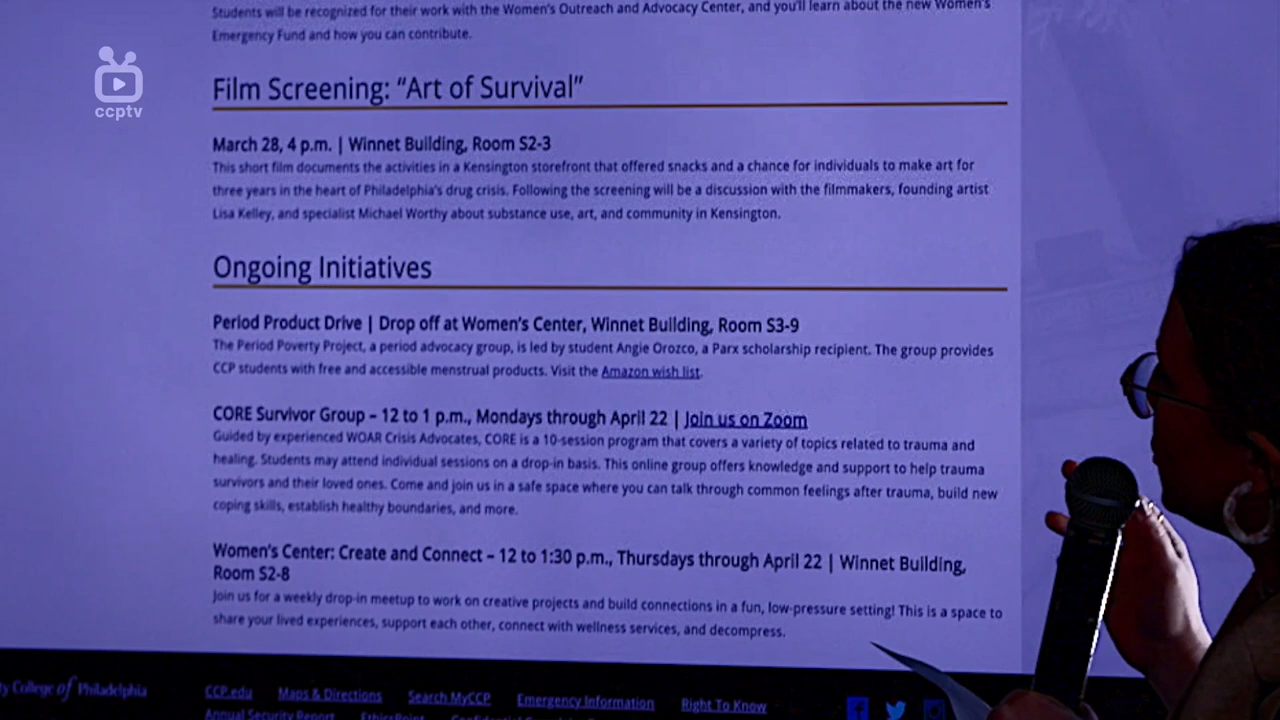 Students will be recognized for their work with the Women's Outreach and Advocacy Center, and you'll learn about the new Women's
Emergency Fund and how you can contribute.
ccptv
Film Screening: “Art of Survival”
March 28, 4 p.m. | Winnet Building, Room S2-3
This short film documents the activities in a Kensington storefront that offered snacks and a chance for individuals to make art for
three years in the heart of Philadelphia's drug crisis. Following the screening will be a discussion with the filmmakers, founding artist
Lisa Kelley, and specialist Michael Worthy about substance use, art, and community in Kensington.
Ongoing Initiatives
Period Product Drive | Drop off at Women's Center, Winnet Building, Room S3-9
The Period Poverty Project, a period advocacy group, is led by student Angie Orozco, a Parx scholarship recipient. The group provides
CCP students with free and accessible menstrual products. Visit the Amazon wish list.
CORE Survivor Group – 12 to 1 p.m., Mondays through April 22 | Join us on Zoom
Guided by experienced WOAR Crisis Advocates, CORE is a 10-session program that covers a variety of topics related to trauma and
healing. Students may attend individual sessions on a drop-in basis. This online group offers knowledge and support to help trauma
survivors and their loved ones. Come and join us in a safe space where you can talk through common feelings after trauma, build new
coping skills, establish healthy boundaries, and more.
Women's Center: Create and Connect – 12 to 1:30 p.m., Thursdays through April 22 | Winnet Building,
Room S2-8
Join us for a weekly drop-in meetup to work on creative projects and build connections in a fun, low-pressure setting! This is a space to
share your lived experiences, support each other, connect with wellness services, and decompress.
ty College of Philadelphia
CCP.edu Maps & Directions Search MyCCP Emergency Information Right To Know
Annual Security Report EthicsPoint